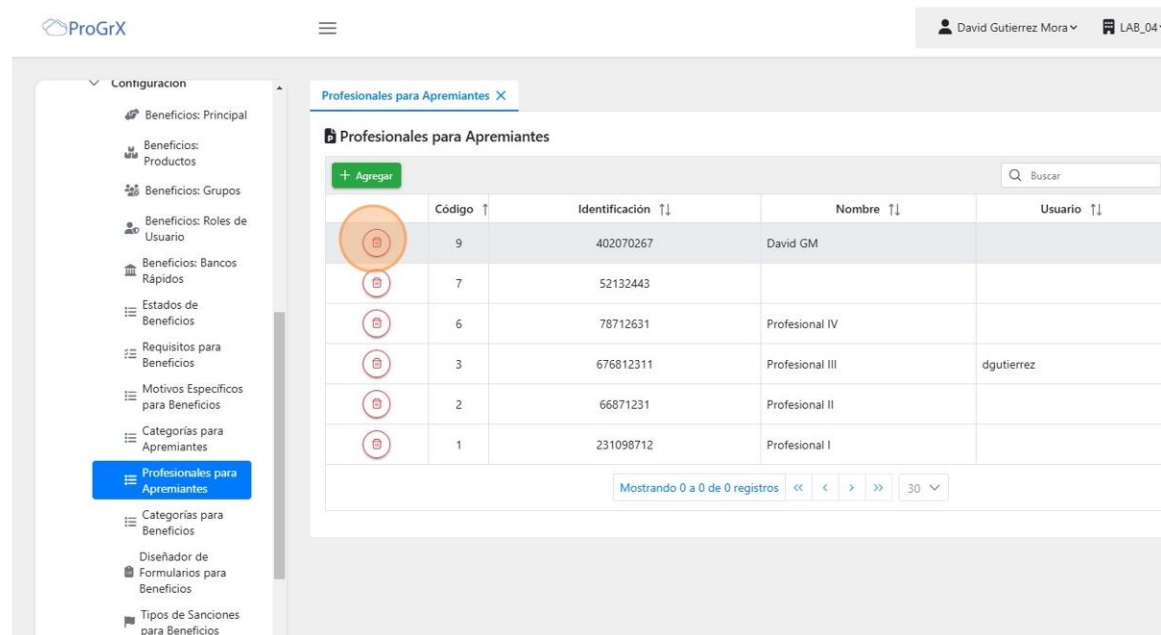 ProGrX
David Gutierrez Mora
LAB_04
Configuración
Beneficios: Principal
Beneficios:
Productos
Beneficios: Grupos
Beneficios: Roles de
Usuario
Beneficios: Bancos
Rápidos
Estados de
Beneficios
Requisitos para
Beneficios
Motivos Específicos
para Beneficios
Categorías para
Apremiantes
Profesionales para
Apremiantes
Categorías para
Beneficios
Diseñador de
Formularios para
Beneficios
Tipos de Sanciones
para Beneficios
Profesionales para Apremiantes
Profesionales para Apremiantes
+ Agregar
Buscar
Código Identificación Nombre Usuario
9 402070267 David GM
7 52132443
6 78712631 Profesional IV
3 676812311 Profesional III dgutierrez
2 66871231 Profesional II
1 231098712 Profesional I
Mostrando 0 a 0 de 0 registros << < > >> 30